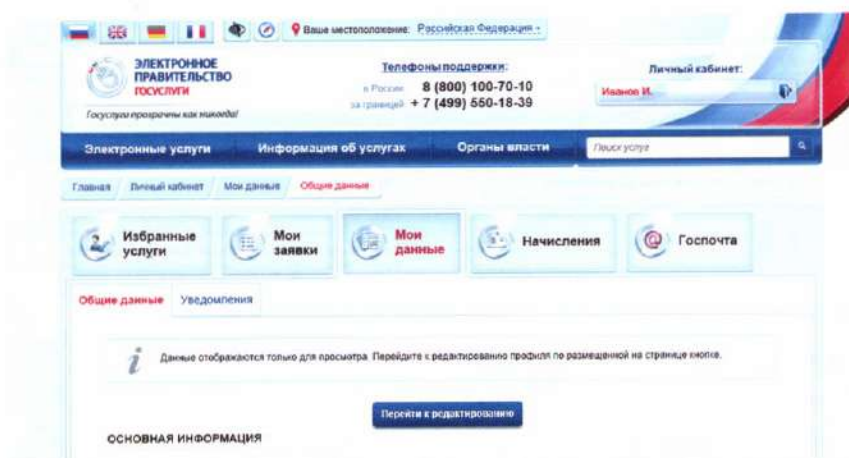 Ваше местоположение: Российская Федерация
ЭЛЕКТРОННОЕ
ПРАВИТЕЛЬСТВО
ГОСУСЛУГИ
Госуслуги прозрачны как никогда!
Телефоны поддержки:
в России 8 (800) 100-70-10
за границей + 7 (499) 550-18-39
Личный кабинет:
Иванов И.
Электронные услуги Информация об услугах Органы власти Поиск услуг
Главная Личный кабинет Мои данные Общие данные
Избранные
услуги
Мои
заявки
Мои
данные
Начисления
Госпочта
Общие данные Уведомления
Данные отображаются только для просмотра. Перейдите к редактированию профиля по размещенной на странице кнопке.
Перейти к редактированию
ОСНОВНАЯ ИНФОРМАЦИЯ